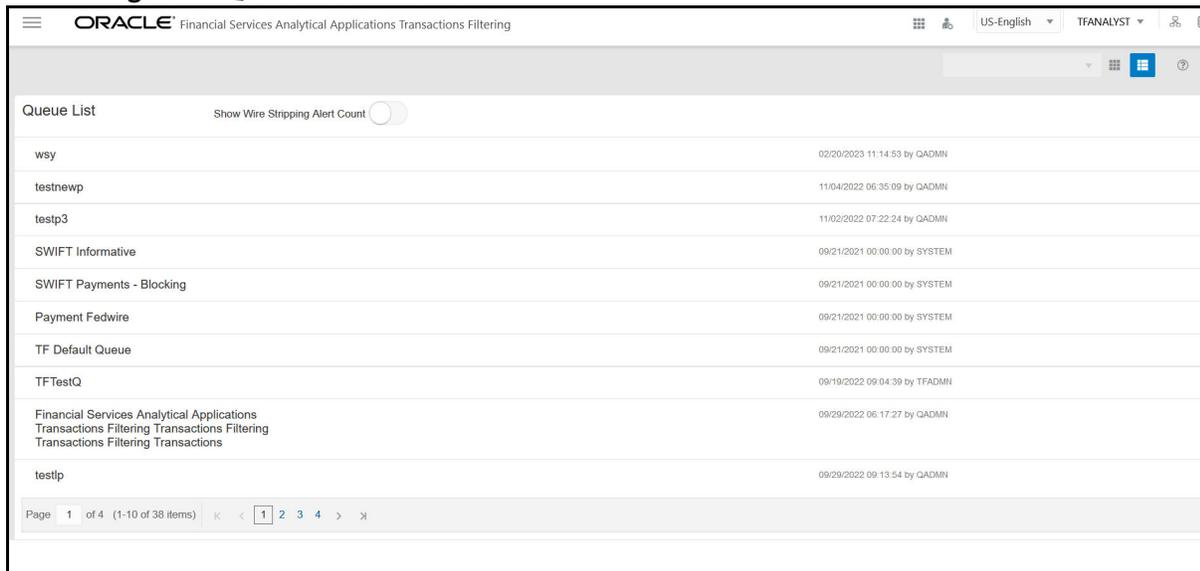 ORACLE® Financial Services Analytical Applications Transactions Filtering US-English TFANALYST
Queue List Show Wire Stripping Alert Count
wsy 02/20/2023 11:14:53 by QADMN
testnewp 11/04/2022 06:35:09 by QADMN
testp3 11/02/2022 07:22:24 by QADMN
SWIFT Informative 09/21/2021 00:00:00 by SYSTEM
SWIFT Payments - Blocking 09/21/2021 00:00:00 by SYSTEM
Payment Fedwire 09/21/2021 00:00:00 by SYSTEM
TF Default Queue 09/21/2021 00:00:00 by SYSTEM
TFTestQ 09/19/2022 09:04:39 by TFADMN
Financial Services Analytical Applications 09/29/2022 06:17:27 by QADMN
Transactions Filtering Transactions Filtering
Transactions Filtering Transactions
testlp 09/29/2022 09:13:54 by QADMN
Page 1 of 4 (1-10 of 38 items) K < 1 2 3 4 > >|